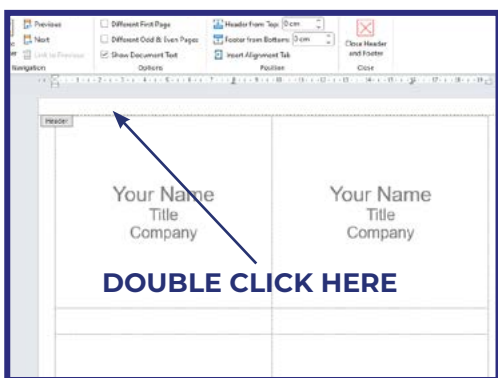 Previous Different First Page Header from Top: 0 cm
Next Different Odd & Even Pages Footer from Bottom: 0 cm Close Header
Link to Previous Show Document Text Insert Alignment Tab and Footer
Navigation Options Position Close
Header
Your Name Your Name
Title Title
Company Company
DOUBLE CLICK HERE